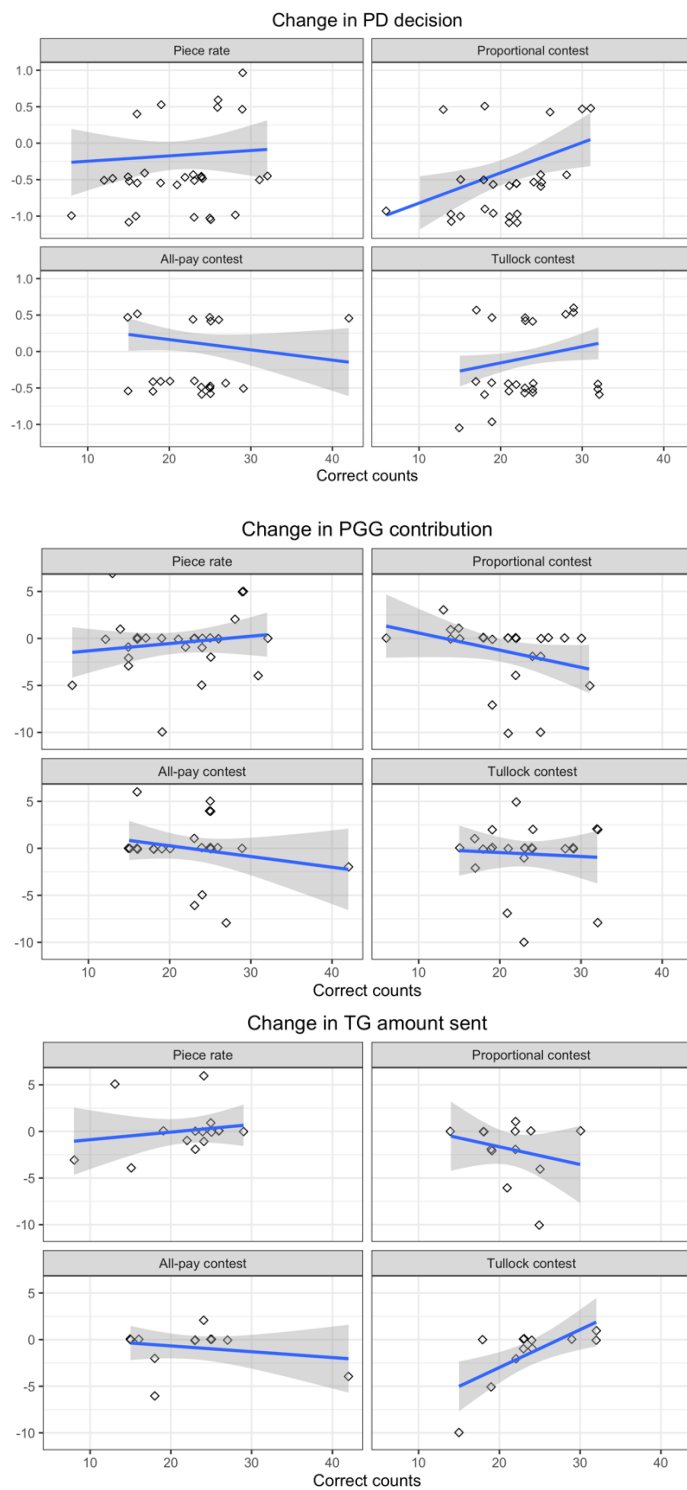 Change in PD decision
Piece rate Proportional contest
1.0
0.5
0.0
-0.5
-1.0
All-pay contest Tullock contest
1.0
0.5
0.0
-0.5
-1.0
10 20 30 40 10 20 30 40
Correct counts
Change in PGG contribution
Piece rate Proportional contest
5
0
-5
-10
All-pay contest Tullock contest
5
0
-5
-10
10 20 30 40 10 20 30 40
Correct counts
Change in TG amount sent
Piece rate Proportional contest
5
0
-5
-10
All-pay contest Tullock contest
5
0
-5
-10
10 20 30 40 10 20 30 40
Correct counts